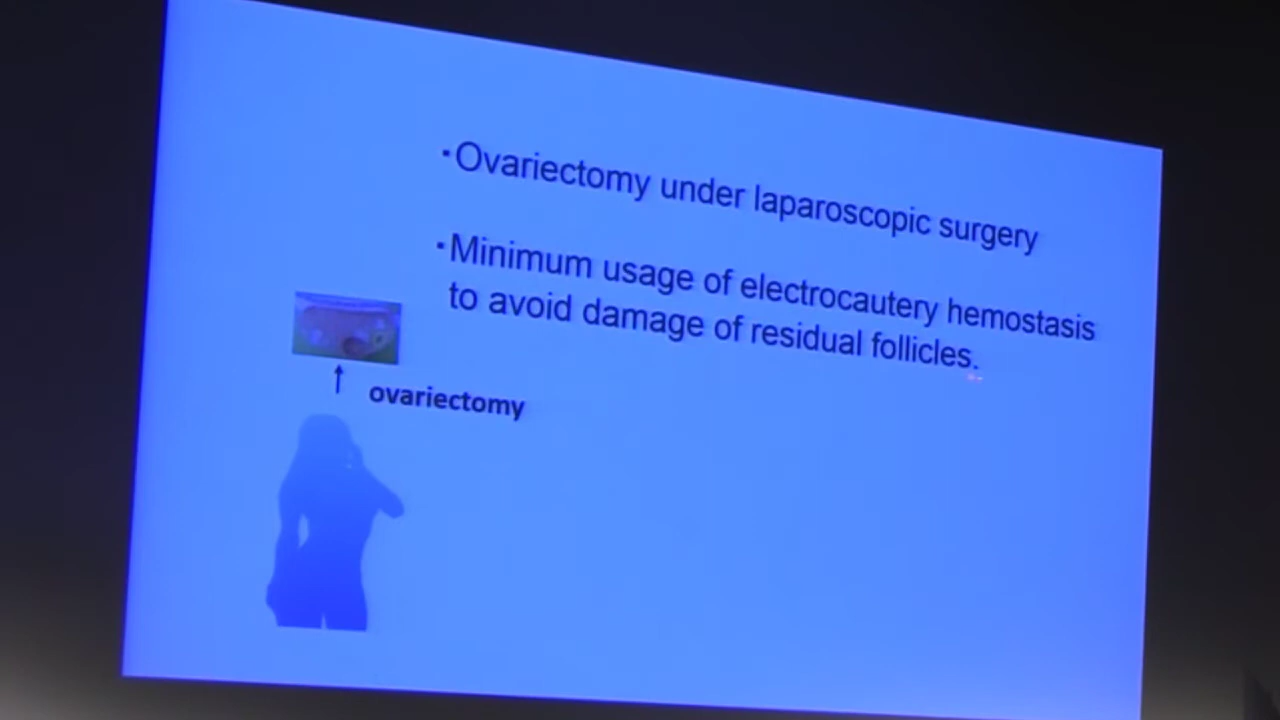 ・Ovariectomy under laparoscopic surgery
・Minimum usage of electrocautery hemostasis
to avoid damage of residual follicles.
ovariectomy